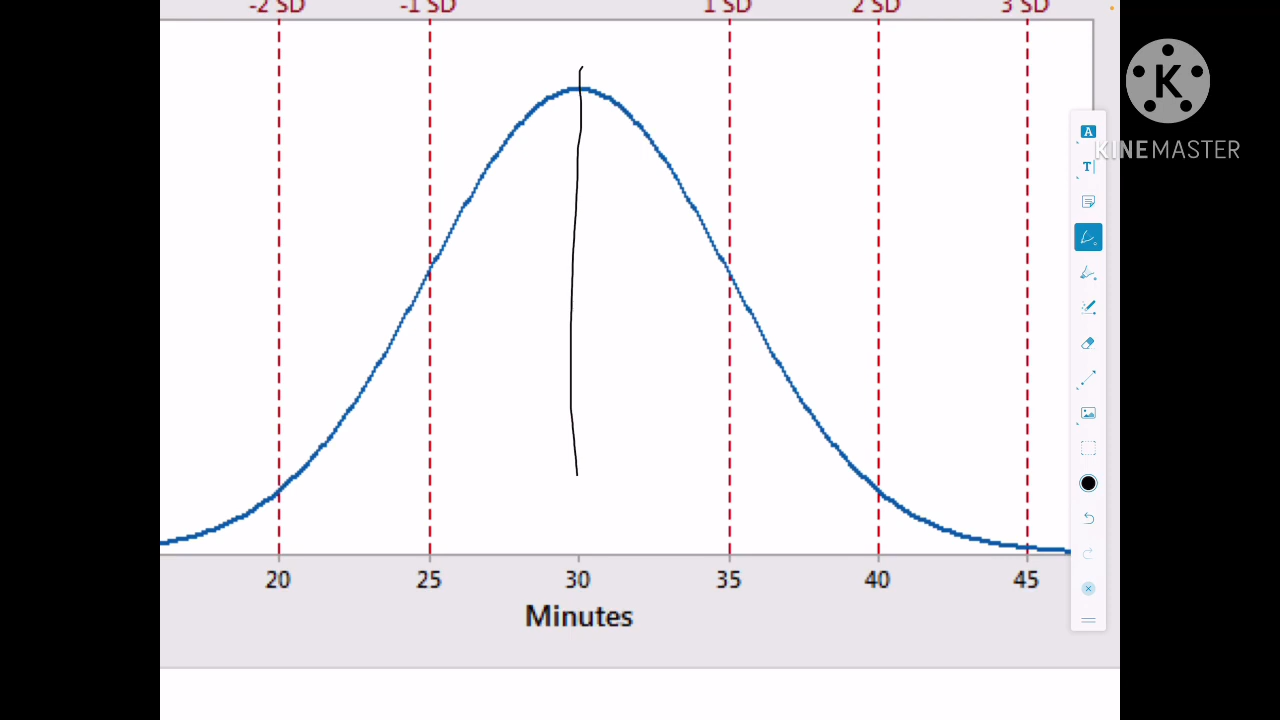 -2 SD -1 SD 1 SD 2 SD 3 SD
K
KINEMASTER
A
T
20 25 30 35 40 45
Minutes